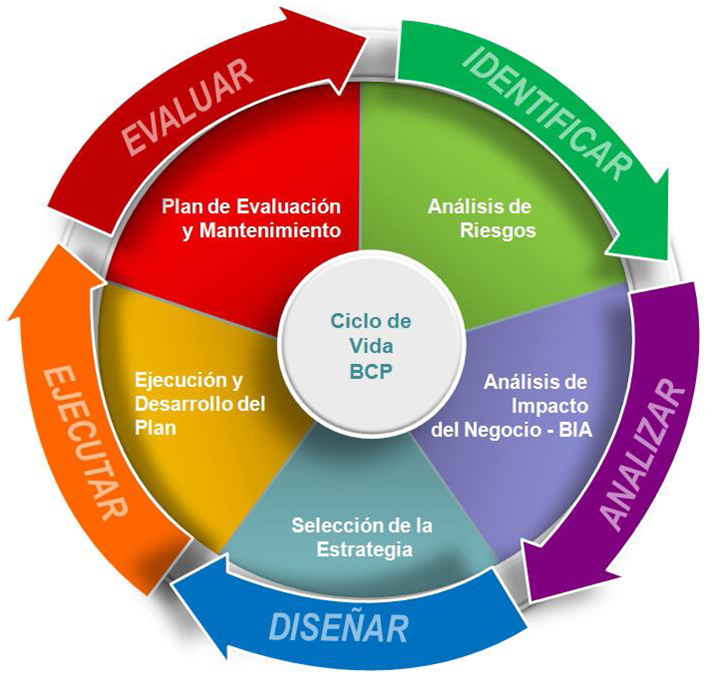 EVALUAR
IDENTIFICAR
Plan de Evaluación
y Mantenimiento
Análisis de
Riesgos
Ciclo de
Vida
BCP
Ejecución y
Desarrollo del
Plan
Análisis de
Impacto
del Negocio - BIA
EJECUTAR
ANALIZAR
Selección de la
Estrategia
DISEÑAR